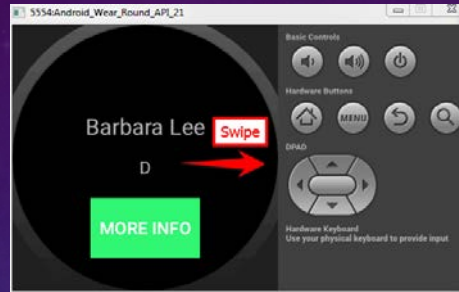 5554:Android_Wear_Round_API_21
Basic Controls
Hardware Buttons
MENU
DPAD
Barbara Lee
Swipe
D
MORE INFO
Hardware Keyboard
Use your physical keyboard to provide input